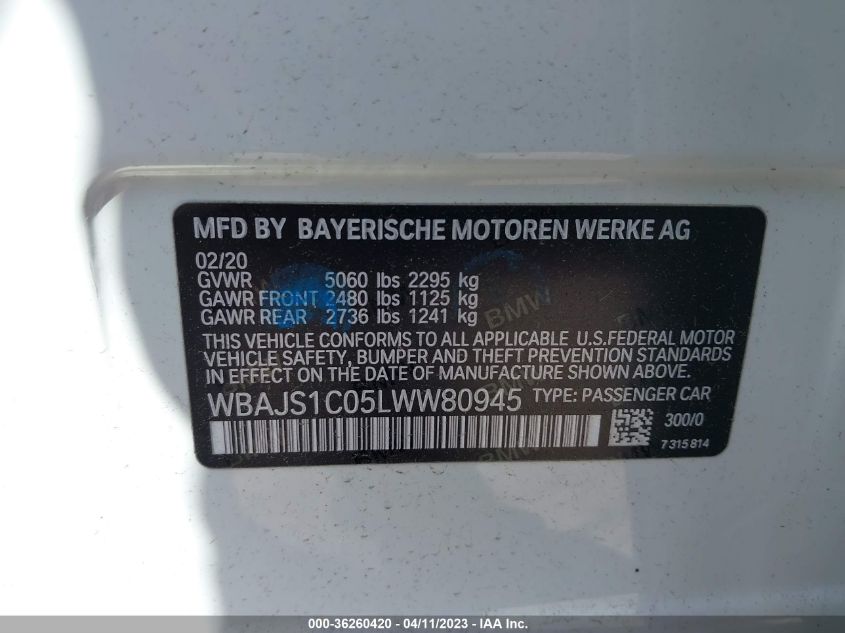 MFD BY BAYERISCHE MOTOREN WERKE AG
02/20
GVWR 5060 lbs 2295 kg
GAWR FRONT 2480 lbs 1125 kg
GAWR REAR 2736 lbs 1241 kg
THIS VEHICLE CONFORMS TO ALL APPLICABLE U.S.FEDERAL MOTOR
VEHICLE SAFETY, BUMPER AND THEFT PREVENTION STANDARDS
IN EFFECT ON THE DATE OF MANUFACTURE SHOWN ABOVE.
WBAJS1C05LWW80945 TYPE: PASSENGER CAR
300/0
7315814
000-36260420 - 04/11/2023 - IAAI.com